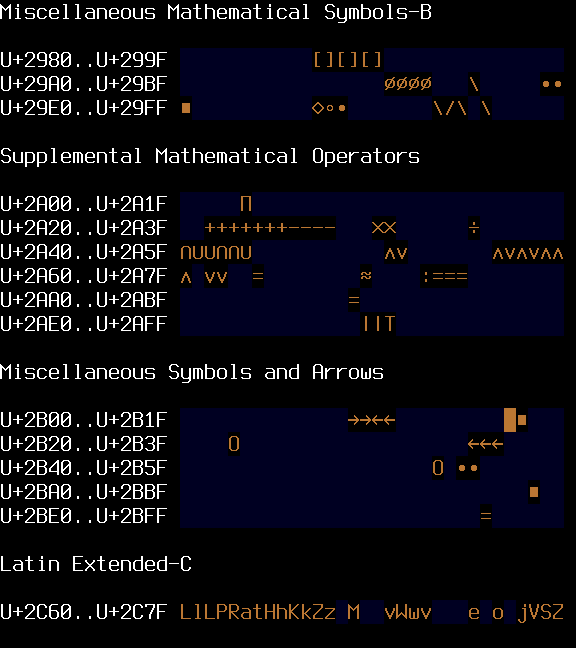 Miscellaneous Mathematical Symbols-B
U+2980..U+299F [][][]
U+29A0..U+29BF ØØØØ \ ••
U+29E0..U+29FF ▪ ◇◦• \/\ \
Supplemental Mathematical Operators
U+2A00..U+2A1F Π
U+2A20..U+2A3F +++++++---- ×× ÷
U+2A40..U+2A5F ∩UU∩∩U ∧∨ ∧∨∧∨∧∧
U+2A60..U+2A7F ∧ ∨∨ = ≈ :===
U+2AA0..U+2ABF =
U+2AE0..U+2AFF ||T
Miscellaneous Symbols and Arrows
U+2B00..U+2B1F →→←← █▪
U+2B20..U+2B3F O ←←←
U+2B40..U+2B5F O ••
U+2BA0..U+2BBF ▪
U+2BE0..U+2BFF =
Latin Extended-C
U+2C60..U+2C7F LlLPRatHhKkZz M vWwv e o jVSZ